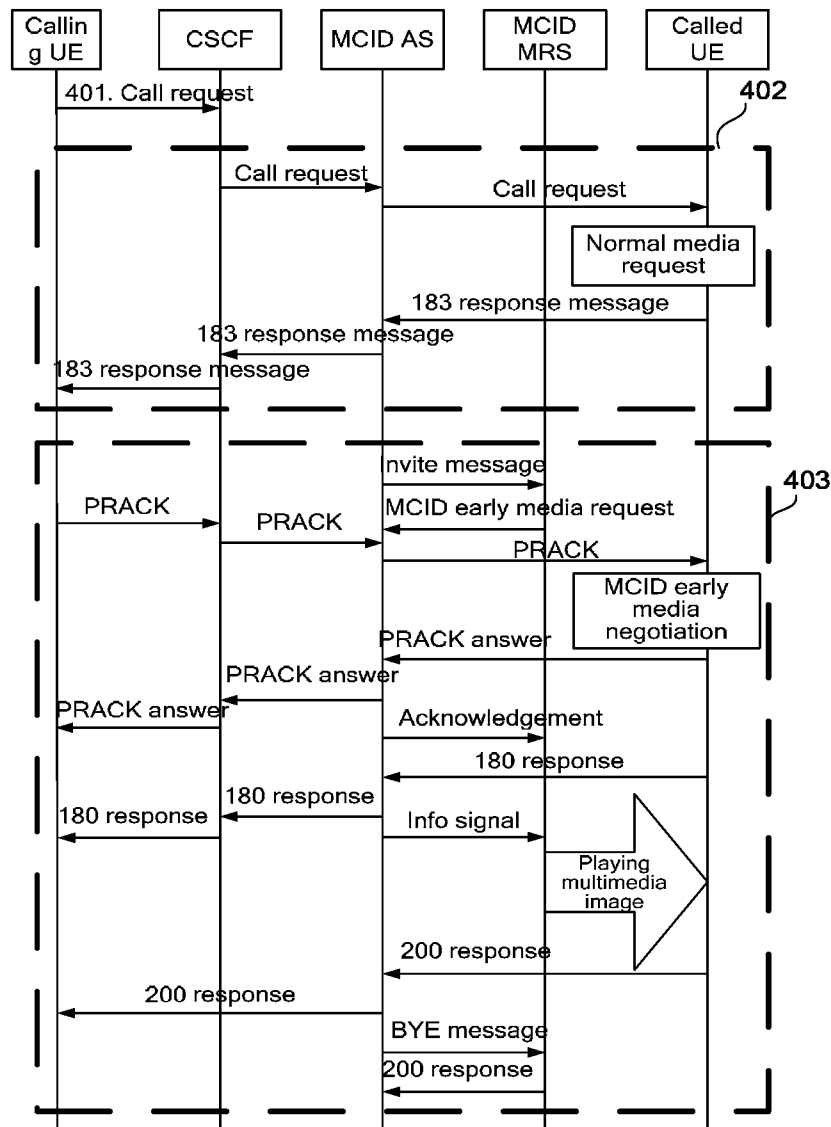 Callin
g UE
CSCF
MCID AS
MCID
MRS
Called
UE
401. Call request
402
Call request
Call request
Normal media
request
183 response message
183 response message
183 response message
403
Invite message
PRACK
MCID early media request
PRACK
PRACK
MCID early
media
negotiation
PRACK answer
PRACK answer
PRACK answer
Acknowledgement
180 response
180 response
180 response
Info signal
Playing
multimedia
image
200 response
200 response
BYE message
200 response